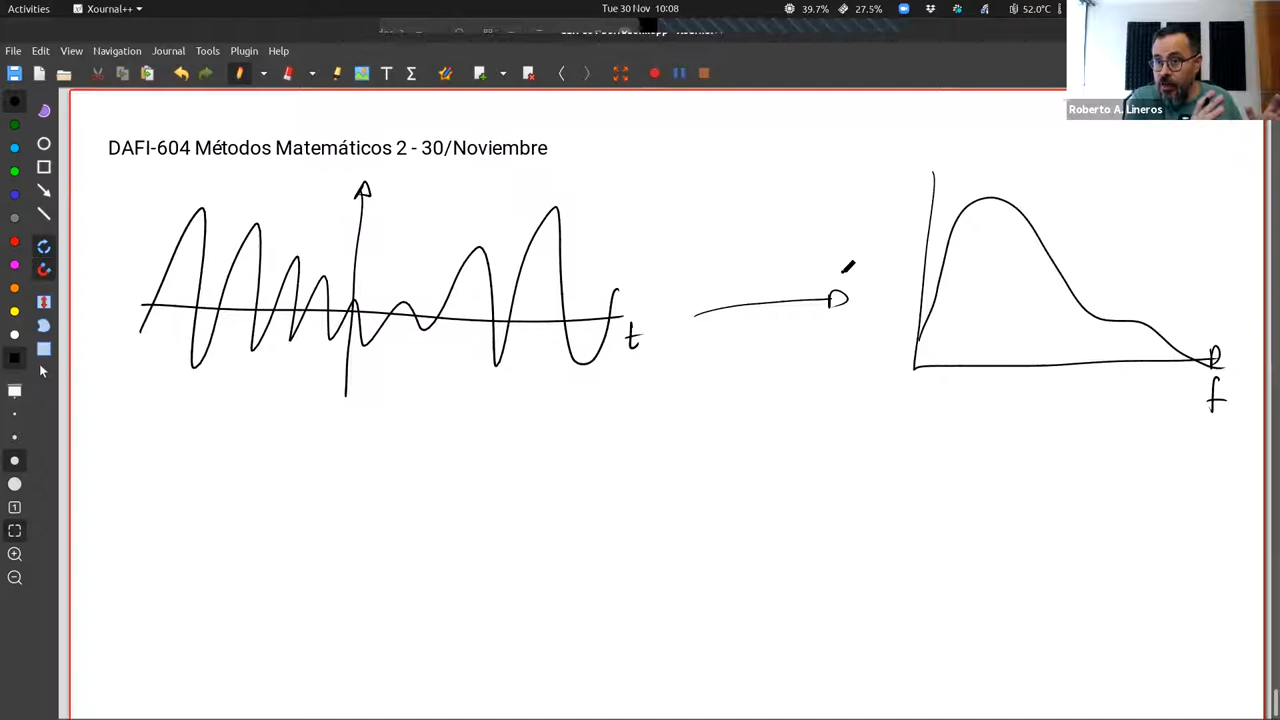 Activities
Xournal++
Tue 30 Nov 10:08
39.7%
27.5%
52.0°C
File Edit View Navigation Journal Tools Plugin Help
Roberto A. Lineros
DAFI-604 Métodos Matemáticos 2 - 30/Noviembre
t
f
1